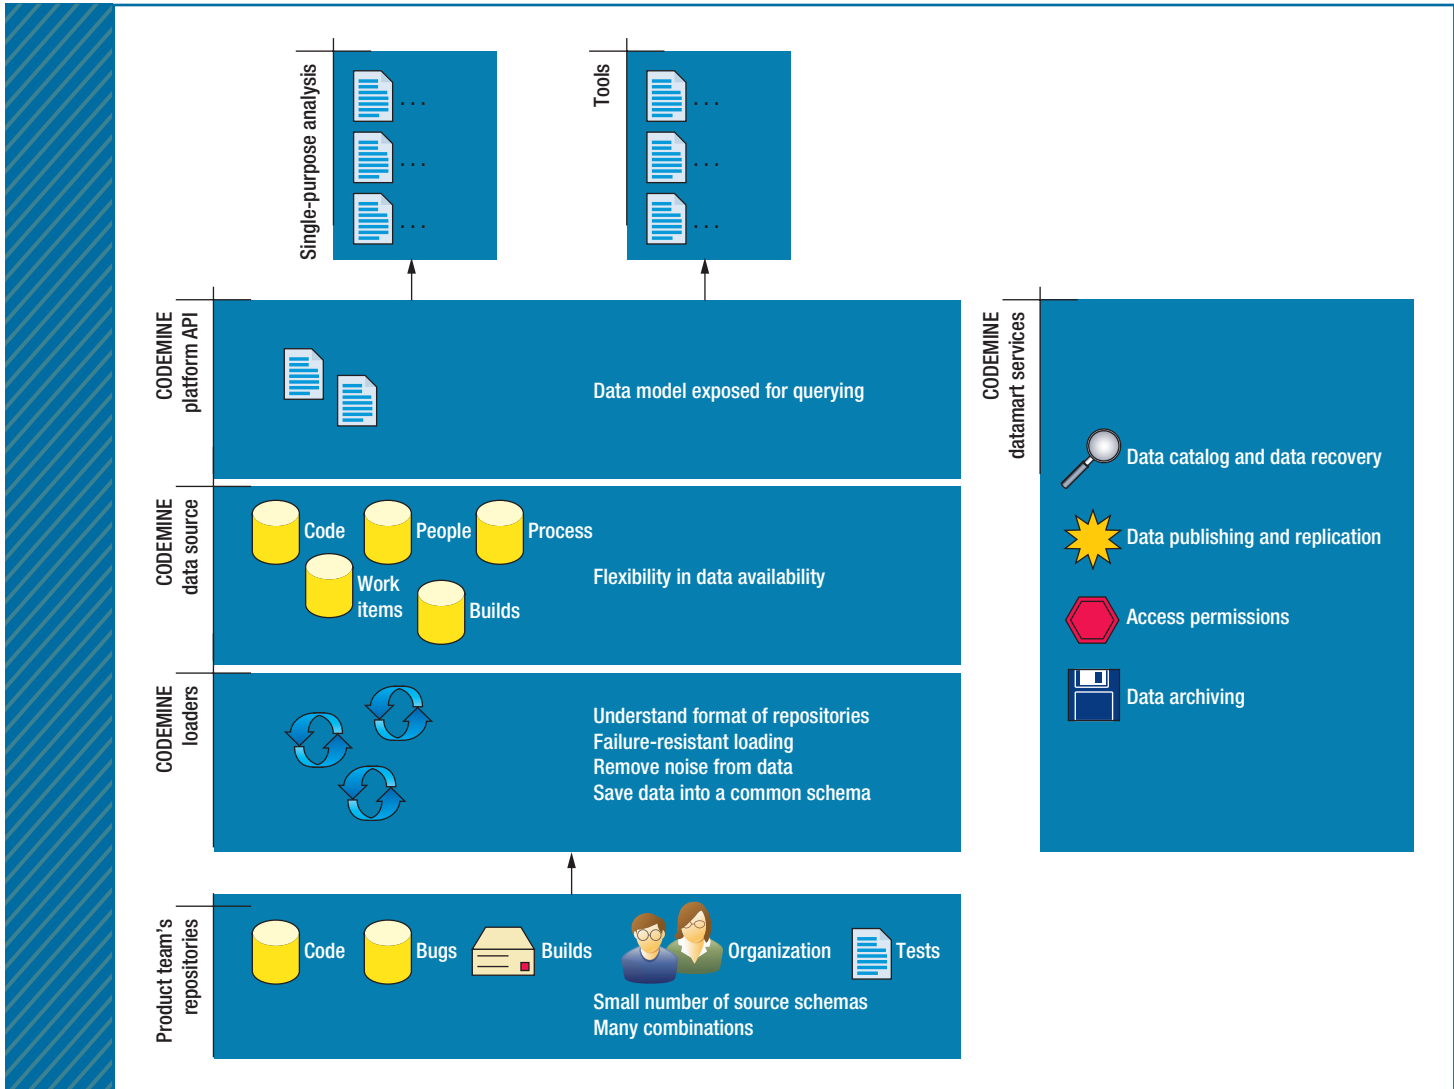 Single-purpose analysis
. . .
. . .
. . .
Tools
. . .
. . .
. . .
CODEMINE
platform API
Data model exposed for querying
CODEMINE
data source
Code
People
Process
Work
items
Builds
Flexibility in data availability
CODEMINE
loaders
Understand format of repositories
Failure-resistant loading
Remove noise from data
Save data into a common schema
Product team’s
repositories
Code
Bugs
Builds
Organization
Tests
Small number of source schemas
Many combinations
CODEMINE
datamart services
Data catalog and data recovery
Data publishing and replication
Access permissions
Data archiving